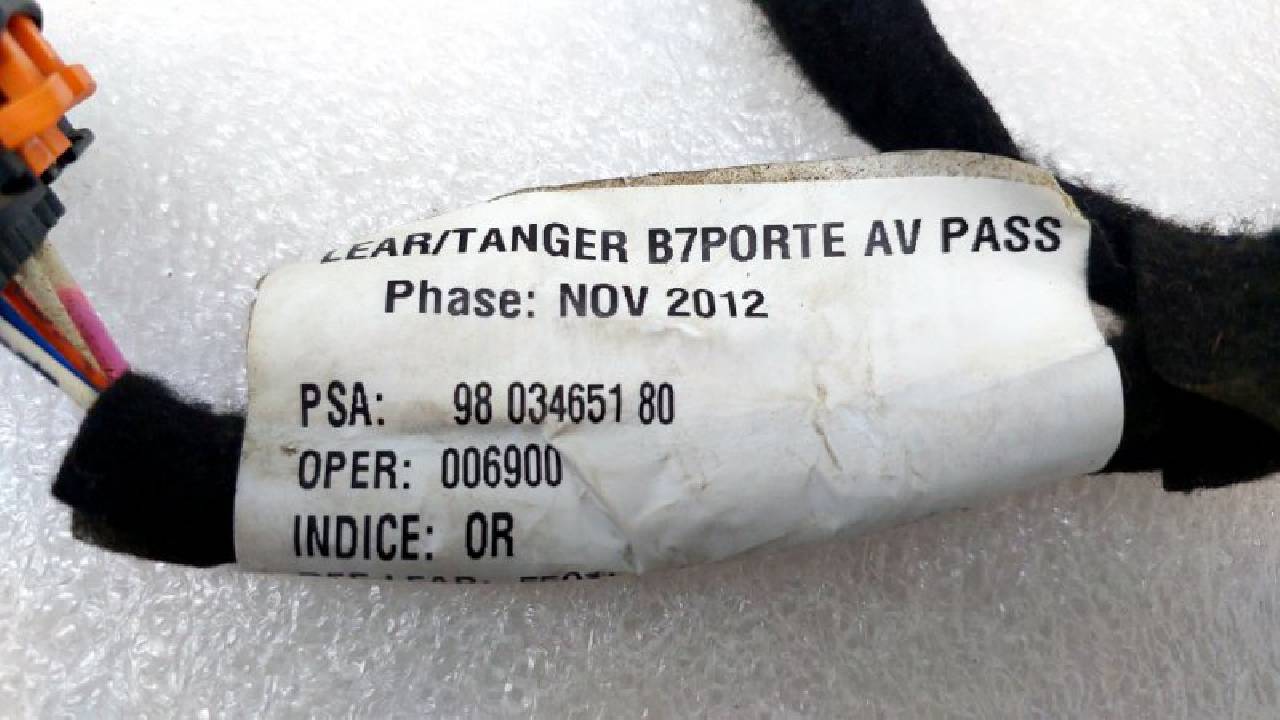 LEAR/TANGER B7PORTE AV PASS
Phase: NOV 2012
PSA: 98 034651 80
OPER: 006900
INDICE: OR